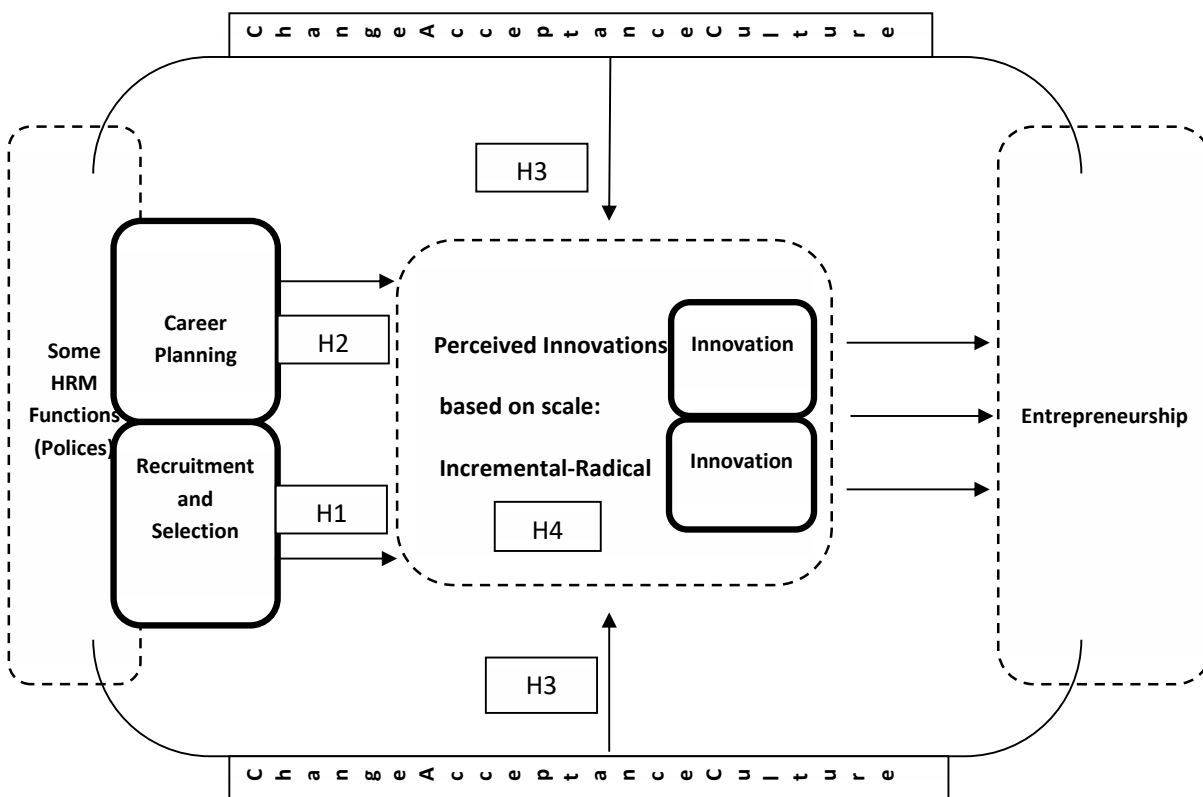 ChangeAcceptanceCulture
H3
Career
Planning
H2
Some
HRM
Functions
(Polices)
Recruitment
and
Selection
H1
Perceived Innovations
based on scale:
Incremental-Radical
H4
Innovation
Innovation
Entrepreneurship
H3
ChangeAcceptanceCulture